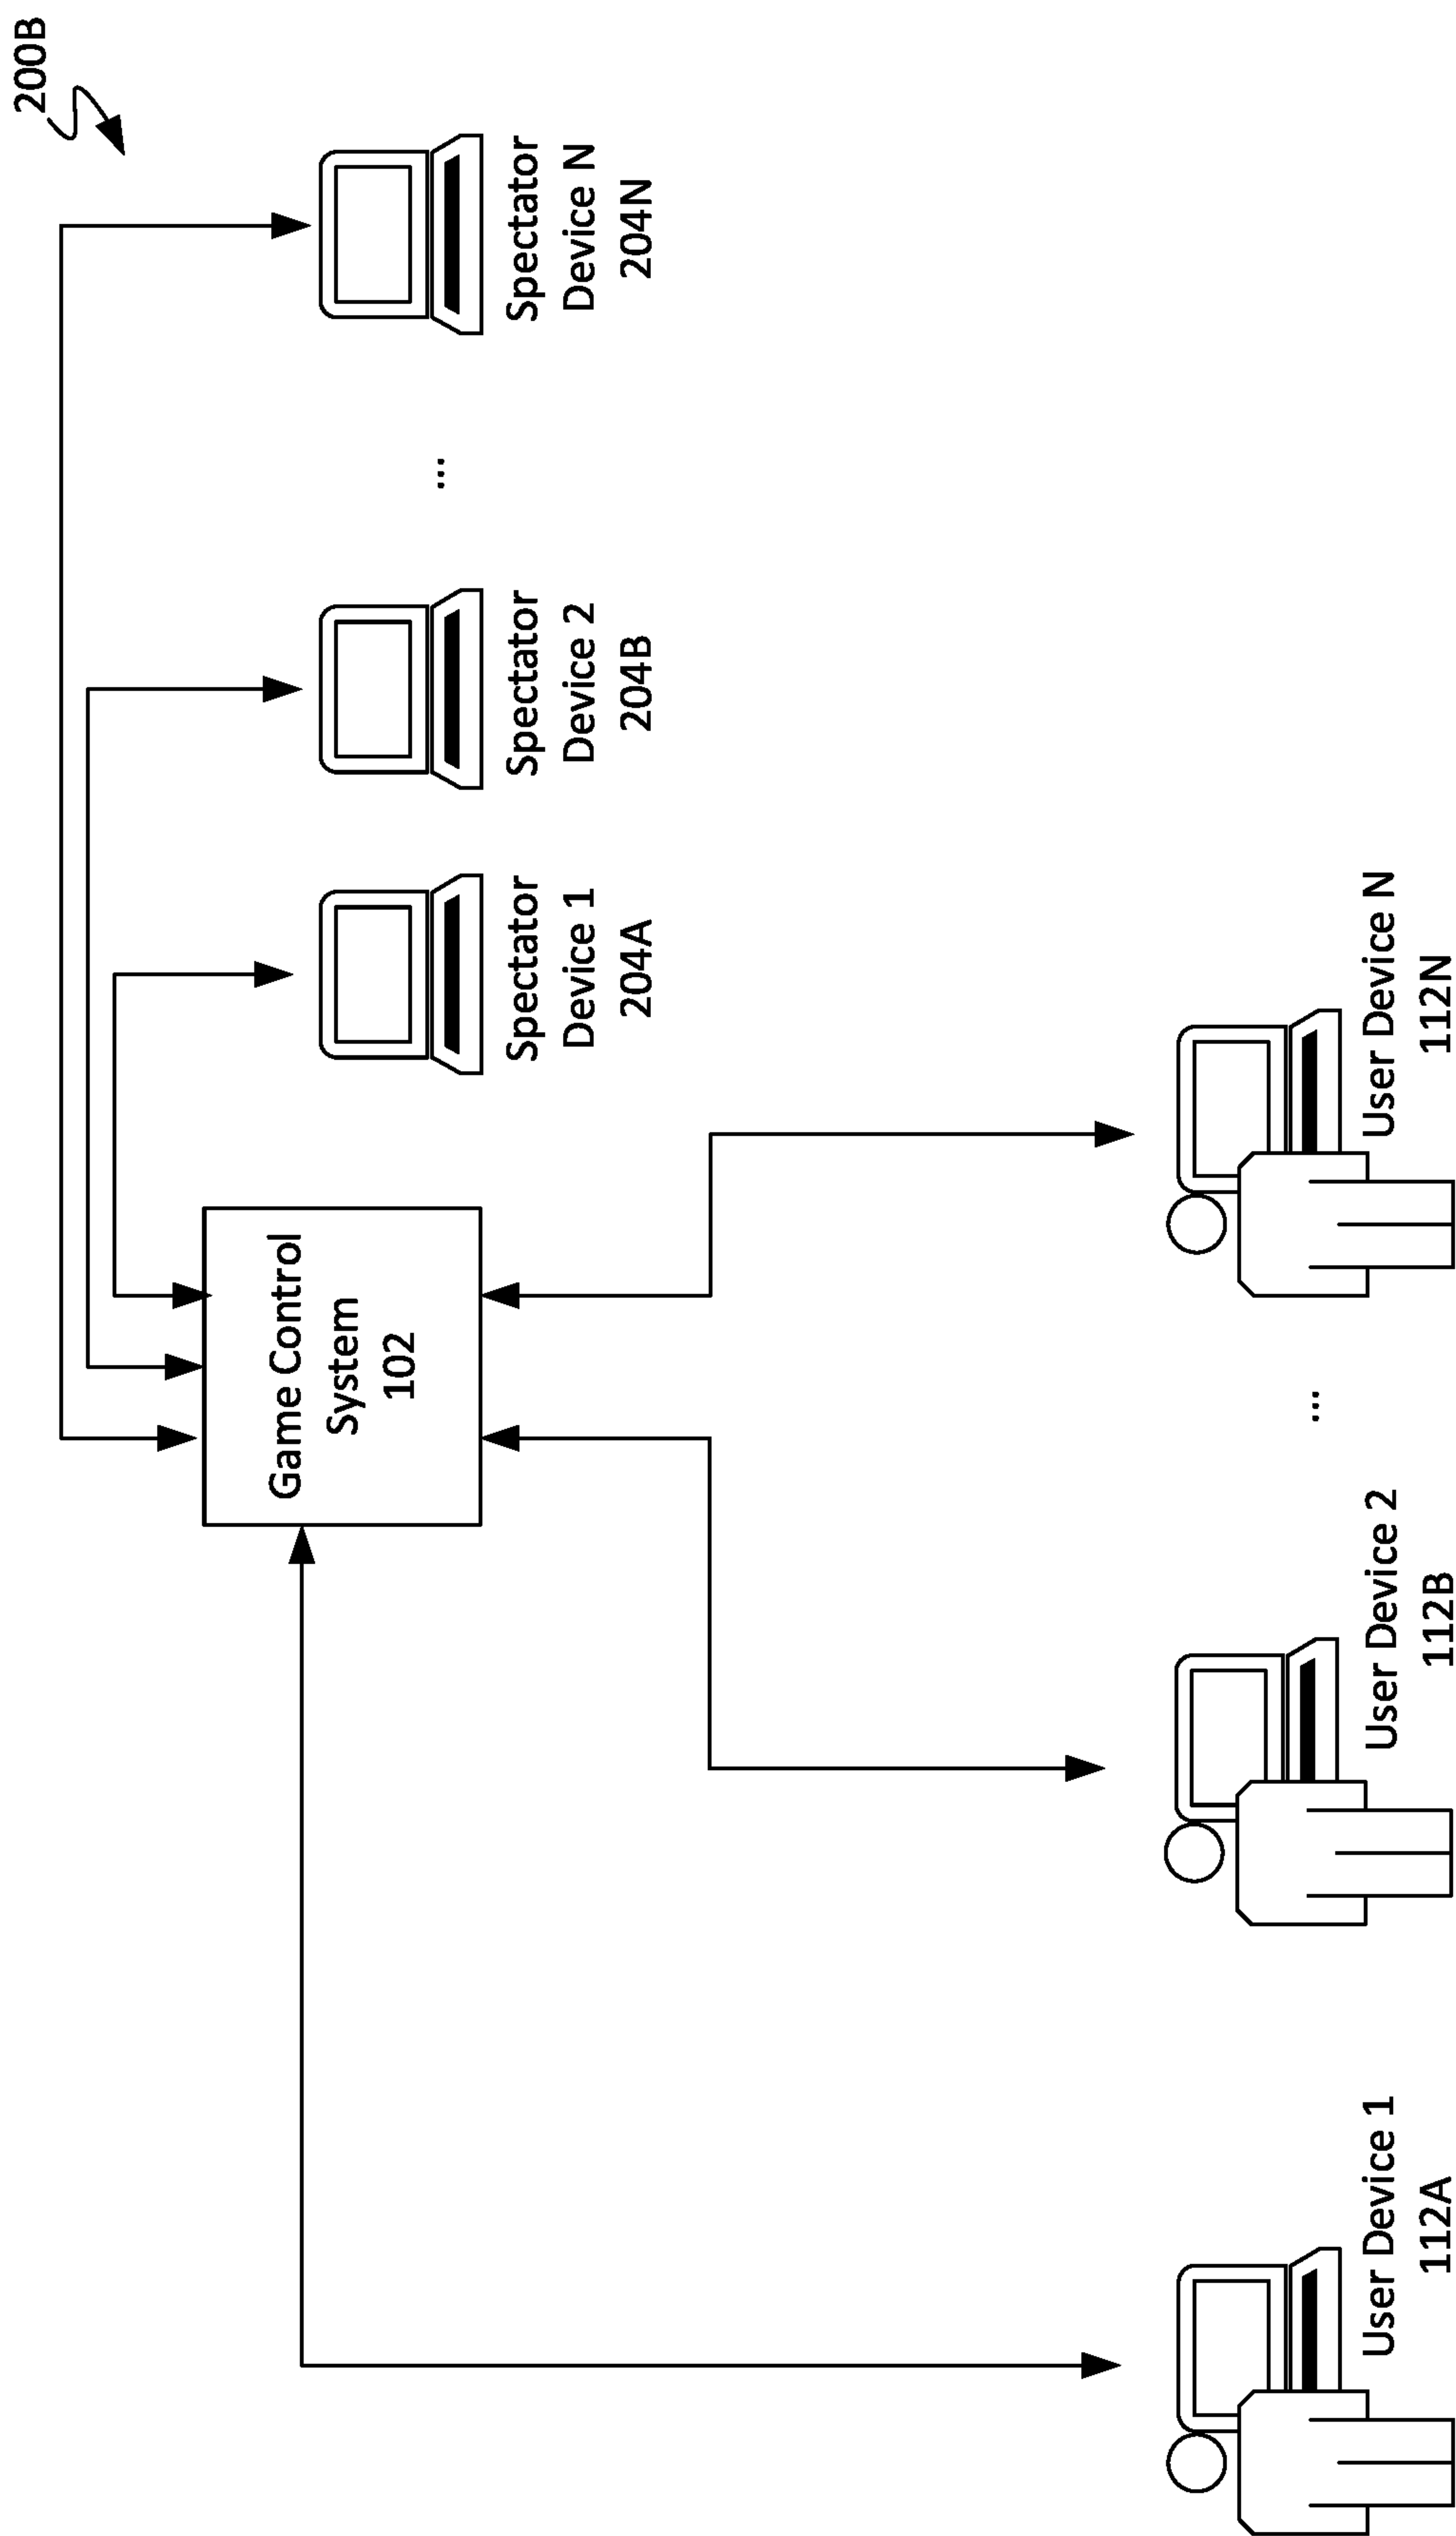 200B
Game Control
System
102
Spectator
Device 1
204A
Spectator
Device 2
204B
...
Spectator
Device N
204N
User Device 1
112A
User Device 2
112B
...
User Device N
112N